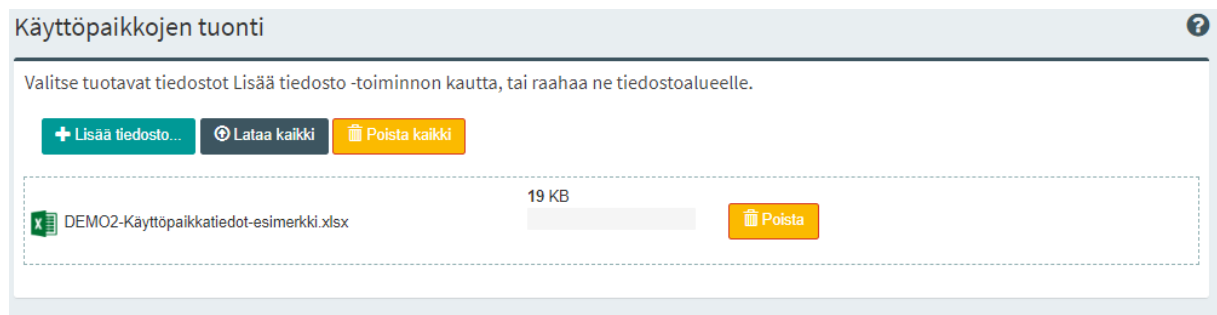 Käyttöpaikkojen tuonti
Valitse tuotavat tiedostot Lisää tiedosto -toiminnon kautta, tai raahaa ne tiedostoalueelle.
Lisää tiedosto... Lataa kaikki Poista kaikki
19 KB
DEMO2-Käyttöpaikkatiedot-esimerkki.xlsx Poista